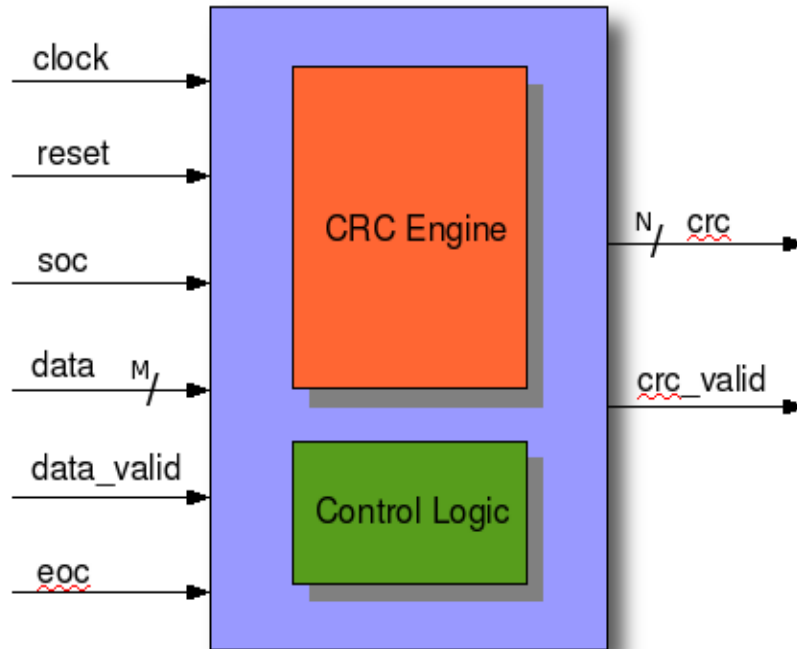 clock
reset
soc
data M
data_valid
eoc
CRC Engine
Control Logic
N crc
crc_valid